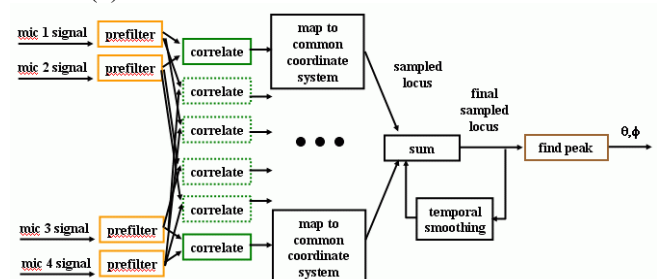 mic 1 signal
prefilter
mic 2 signal
prefilter
correlate
correlate
correlate
correlate
correlate
correlate
mic 3 signal
prefilter
mic 4 signal
prefilter
map to
common
coordinate
system
map to
common
coordinate
system
sampled
locus
sum
final
sampled
locus
temporal
smoothing
find peak
θ,ϕ